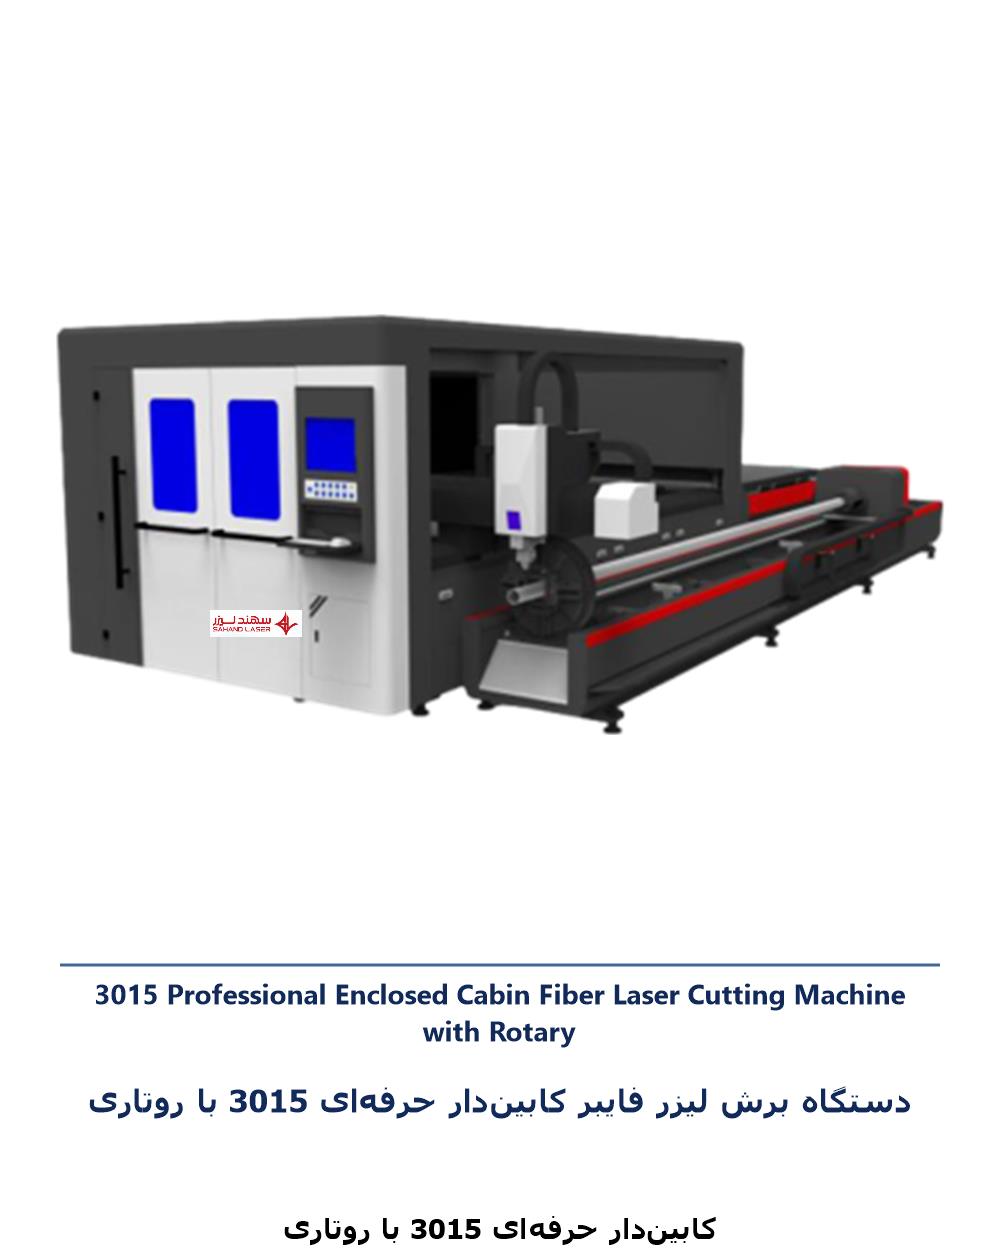 سهند لیزر
SAHAND LASER
3015 Professional Enclosed Cabin Fiber Laser Cutting Machine
with Rotary
دستگاه برش لیزر فایبر کابین‌دار حرفه‌ای 3015 با روتاری
کابین‌دار حرفه‌ای 3015 با روتاری